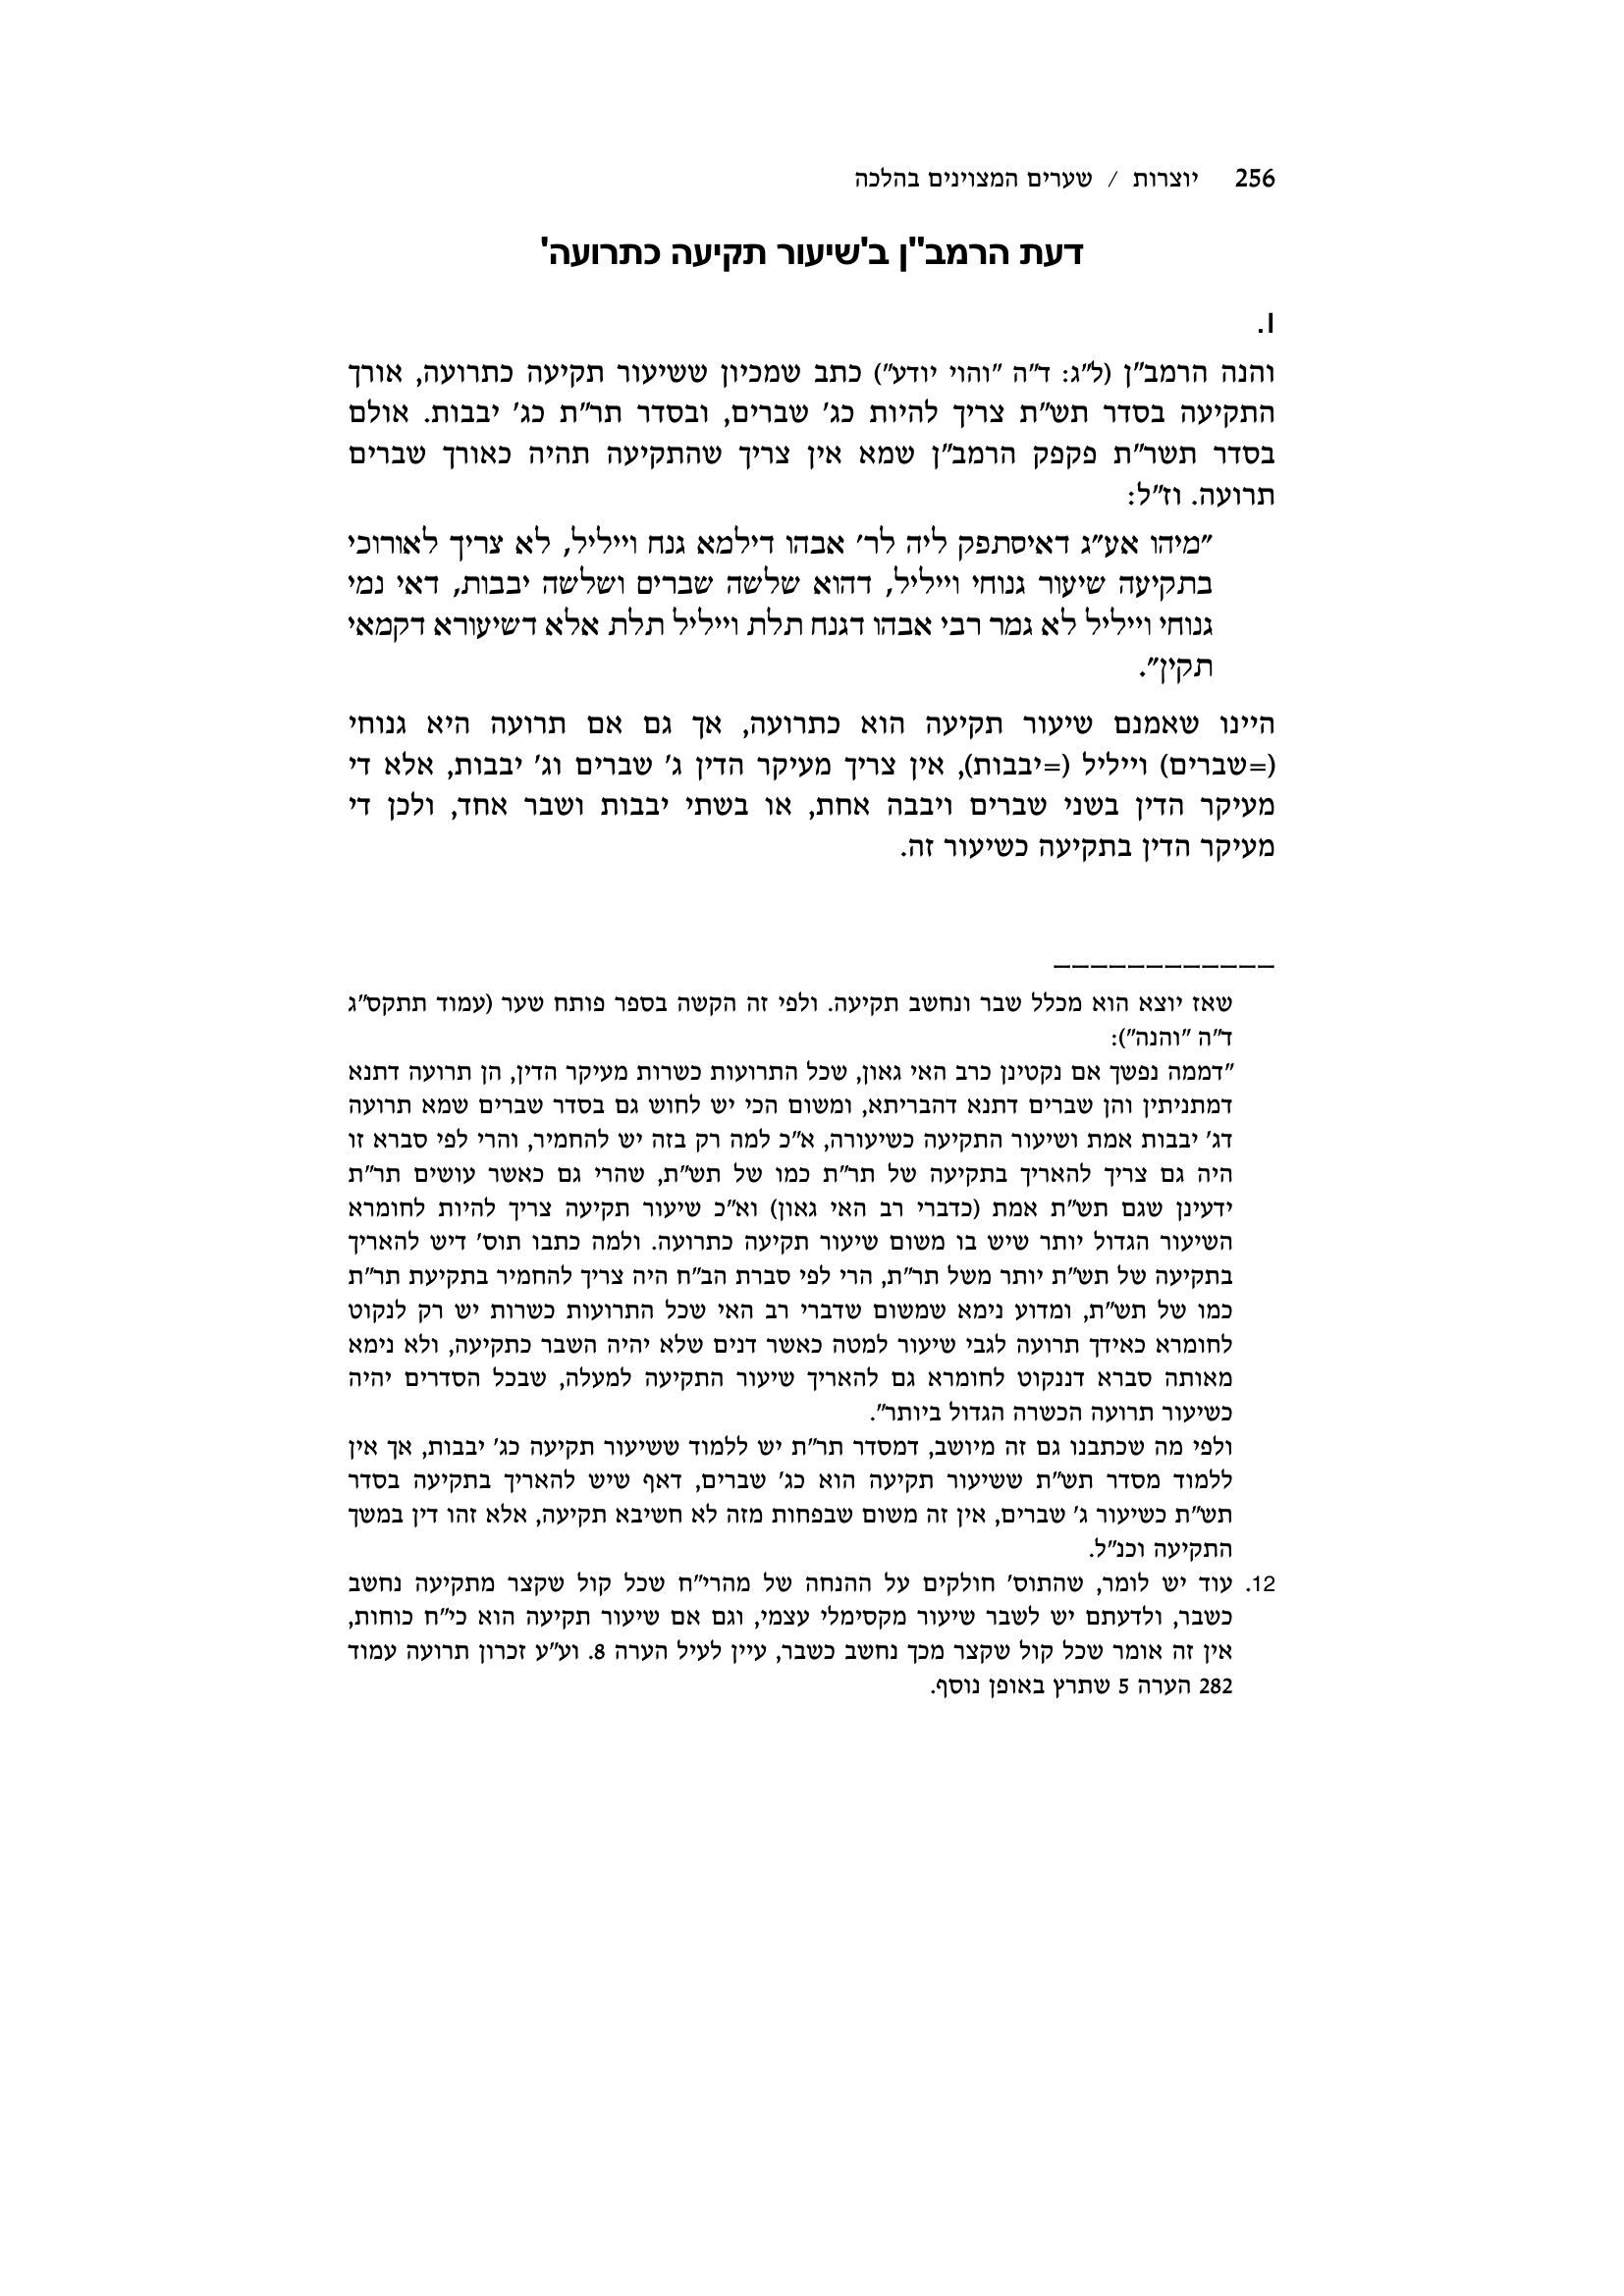 256 יוצרות / שערים המצוינים בהלכה
דעת הרמב"ן ב'שיעור תקיעה כתרועה'
ו.
והנה הרמב"ן (ל"ג: ד"ה "והוי יודע") כתב שמכיון ששיעור תקיעה כתרועה, אורך
התקיעה בסדר תש"ת צריך להיות כג' שברים, ובסדר תר"ת כג' יבבות. אולם
בסדר תשר"ת פקפק הרמב"ן שמא אין צריך שהתקיעה תהיה כאורך שברים
תרועה. וז"ל:
"מיהו אע"ג דאיסתפק ליה לר' אבהו דילמא גנח וייליל, לא צריך לאורוכי
בתקיעה שיעור גנוחי וייליל, דהוא שלשה שברים ושלשה יבבות, דאי נמי
גנוחי וייליל לא גמר רבי אבהו דגנח תלת וייליל תלת אלא דשיעורא דקמאי
תקין".
היינו שאמנם שיעור תקיעה הוא כתרועה, אך גם אם תרועה היא גנוחי
(=שברים) וייליל (=יבבות), אין צריך מעיקר הדין ג' שברים וג' יבבות, אלא די
מעיקר הדין בשני שברים ויבבה אחת, או בשתי יבבות ושבר אחד, ולכן די
מעיקר הדין בתקיעה כשיעור זה.
שאז יוצא הוא מכלל שבר ונחשב תקיעה. ולפי זה הקשה בספר פותח שער (עמוד תתקס"ג
ד"ה "והנה"):
"דממה נפשך אם נקטינן כרב האי גאון, שכל התרועות כשרות מעיקר הדין, הן תרועה דתנא
דמתניתין והן שברים דתנא דהבריתא, ומשום הכי יש לחוש גם בסדר שברים שמא תרועה
דג' יבבות אמת ושיעור התקיעה כשיעורה, א"כ למה רק בזה יש להחמיר, והרי לפי סברא זו
היה גם צריך להאריך בתקיעה של תר"ת כמו של תש"ת, שהרי גם כאשר עושים תר"ת
ידעינן שגם תש"ת אמת (כדברי רב האי גאון) וא"כ שיעור תקיעה צריך להיות לחומרא
השיעור הגדול יותר שיש בו משום שיעור תקיעה כתרועה. ולמה כתבו תוס' דיש להאריך
בתקיעה של תש"ת יותר משל תר"ת, הרי לפי סברת הב"ח היה צריך להחמיר בתקיעת תר"ת
כמו של תש"ת, ומדוע נימא שמשום שדברי רב האי שכל התרועות כשרות יש רק לנקוט
לחומרא כאידך תרועה לגבי שיעור למטה כאשר דנים שלא יהיה השבר כתקיעה, ולא נימא
מאותה סברא דננקוט לחומרא גם להאריך שיעור התקיעה למעלה, שבכל הסדרים יהיה
כשיעור תרועה הכשרה הגדול ביותר".
ולפי מה שכתבנו גם זה מיושב, דמסדר תר"ת יש ללמוד ששיעור תקיעה כג' יבבות, אך אין
ללמוד מסדר תש"ת ששיעור תקיעה הוא כג' שברים, דאף שיש להאריך בתקיעה בסדר
תש"ת כשיעור ג' שברים, אין זה משום שבפחות מזה לא חשיבא תקיעה, אלא זהו דין במשך
התקיעה וכנ"ל.
12. עוד יש לומר, שהתוס' חולקים על ההנחה של מהרי"ח שכל קול שקצר מתקיעה נחשב
כשבר, ולדעתם יש לשבר שיעור מקסימלי עצמי, וגם אם שיעור תקיעה הוא כי"ח כוחות,
אין זה אומר שכל קול שקצר מכך נחשב כשבר, עיין לעיל הערה 8. וע"ע זכרון תרועה עמוד
282 הערה 5 שתרץ באופן נוסף.